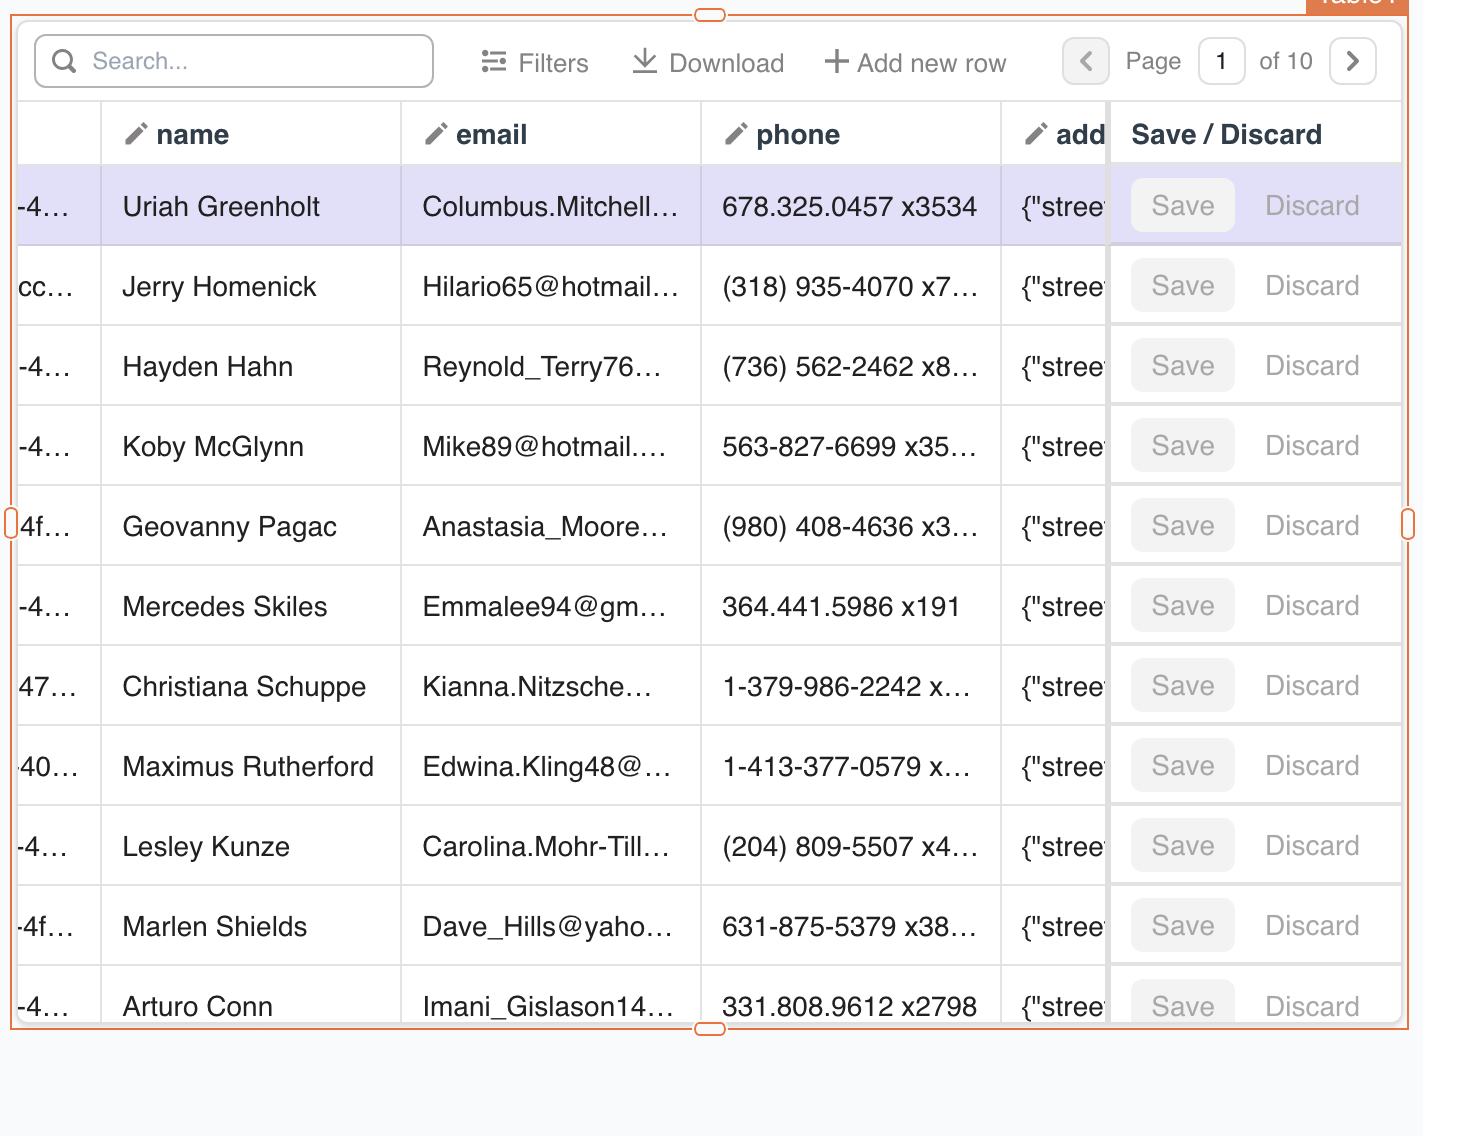 Search... Filters Download Add new row Page 1 of 10
name email phone add Save / Discard
-4... Uriah Greenholt Columbus.Mitchell... 678.325.0457 x3534 {"stree Save Discard
cc... Jerry Homenick Hilario65@hotmail... (318) 935-4070 x7... {"stree Save Discard
-4... Hayden Hahn Reynold_Terry76... (736) 562-2462 x8... {"stree Save Discard
-4... Koby McGlynn Mike89@hotmail.... 563-827-6699 x35... {"stree Save Discard
4f... Geovanny Pagac Anastasia_Moore... (980) 408-4636 x3... {"stree Save Discard
-4... Mercedes Skiles Emmalee94@gm... 364.441.5986 x191 {"stree Save Discard
47... Christiana Schuppe Kianna.Nitzsche... 1-379-986-2242 x... {"stree Save Discard
-40... Maximus Rutherford Edwina.Kling48@... 1-413-377-0579 x... {"stree Save Discard
-4... Lesley Kunze Carolina.Mohr-Till... (204) 809-5507 x4... {"stree Save Discard
-4f... Marlen Shields Dave_Hills@yaho... 631-875-5379 x38... {"stree Save Discard
-4... Arturo Conn Imani_Gislason14... 331.808.9612 x2798 {"stree Save Discard